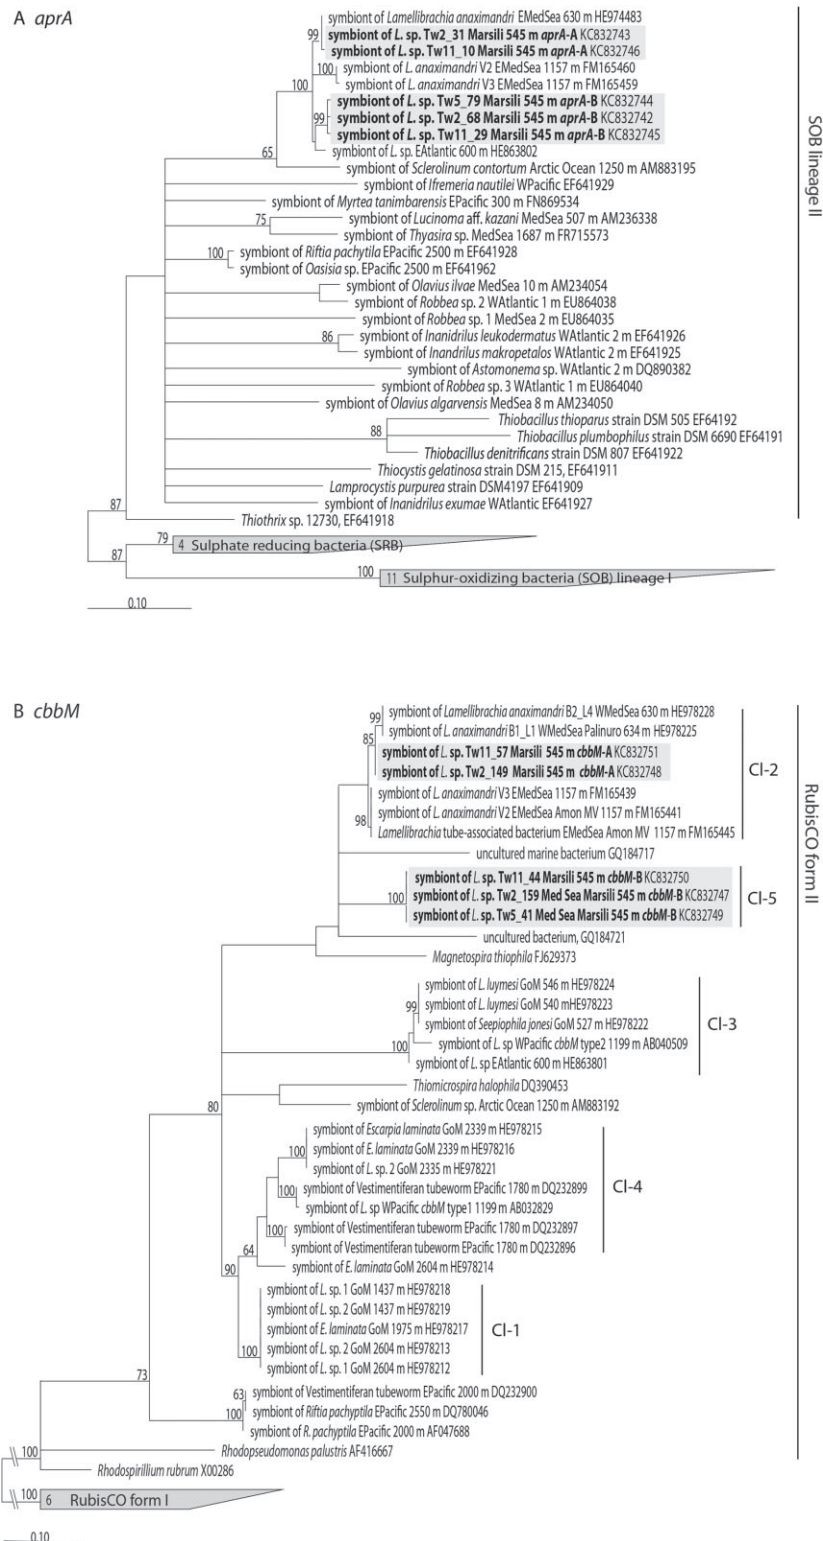 A aprA
symbiont of Lamellibrachia anaximandri EMedSea 630 m HE974483
99
symbiont of L. sp. Tw2_31 Marsili 545 m aprA-A KC832743
symbiont of L. sp. Tw11_10 Marsili 545 m aprA-A KC832746
100
symbiont of L. anaximandri V2 EMedSea 1157 m FM165460
100
symbiont of L. anaximandri V3 EMedSea 1157 m FM165459
symbiont of L. sp. Tw5_79 Marsili 545 m aprA-B KC832744
99
symbiont of L. sp. Tw2_68 Marsili 545 m aprA-B KC832742
symbiont of L. sp. Tw11_29 Marsili 545 m aprA-B KC832745
65
symbiont of L. sp. EAtlantic 600 m HE863802
symbiont of Sclerolinum contortum Arctic Ocean 1250 m AM883195
symbiont of Ifremeria nautilei WPacific EF641929
symbiont of Myrtea tanimbarensis EPacific 300 m FN869534
75
symbiont of Lucinoma aff. kazani MedSea 507 m AM236338
symbiont of Thyasira sp. MedSea 1687 m FR715573
100
symbiont of Riftia pachytila EPacific 2500 m EF641928
symbiont of Oasisia sp. EPacific 2500 m EF641962
symbiont of Olavius ilvae MedSea 10 m AM234054
symbiont of Robbea sp. 2 WAtlantic 1 m EU864038
symbiont of Robbea sp. 1 MedSea 2 m EU864035
86
symbiont of Inanidrilus leukodermatus WAtlantic 2 m EF641926
symbiont of Inandrilus makropetalos WAtlantic 2 m EF641925
symbiont of Astomonema sp. WAtlantic 2 m DQ890382
symbiont of Robbea sp. 3 WAtlantic 1 m EU864040
symbiont of Olavius algarvensis MedSea 8 m AM234050
Thiobacillus thioparus strain DSM 505 EF64192
88
Thiobacillus plumbophilus strain DSM 6690 EF64191
Thiobacillus denitrificans strain DSM 807 EF641922
Thiocystis gelatinosa strain DSM 215, EF641911
Lamprocystis purpurea strain DSM4197 EF641909
87
symbiont of Inanidrilus exumae WAtlantic EF641927
Thiothrix sp. 12730, EF641918
79
4 Sulphate reducing bacteria (SRB)
87
100
11 Sulphur-oxidizing bacteria (SOB) lineage I
0.10
SOB lineage II
B cbbM
99
symbiont of Lamellibrachia anaximandri B2_L4 WMedSea 630 m HE978228
symbiont of L. anaximandri B1_L1 WMedSea Palinuro 634 m HE978225
85
symbiont of L. sp. Tw11_57 Marsili 545 m cbbM-A KC832751
symbiont of L. sp. Tw2_149 Marsili 545 m cbbM-A KC832748
Cl-2
symbiont of L. anaximandri V3 EMedSea 1157 m FM165439
symbiont of L. anaximandri V2 EMedSea Amon MV 1157 m FM165441
98
Lamellibrachia tube-associated bacterium EMedSea Amon MV 1157 m FM165445
uncultured marine bacterium GQ184717
symbiont of L. sp. Tw11_44 Marsili 545 m cbbM-B KC832750
100
symbiont of L. sp. Tw2_159 Med Sea Marsili 545 m cbbM-B KC832747
Cl-5
symbiont of L. sp. Tw5_41 Med Sea Marsili 545 m cbbM-B KC832749
uncultured bacterium, GQ184721
Magnetospira thiophila FJ629373
symbiont of L. luymesi GoM 546 m HE978224
99
symbiont of L. luymesi GoM 540 mHE978223
symbiont of Seepiophila jonesi GoM 527 m HE978222
Cl-3
100
symbiont of L. sp WPacific cbbM type2 1199 m AB040509
symbiont of L. sp EAtlantic 600 m HE863801
Thiomicrospira halophila DQ390453
80
symbiont of Sclerolinum sp. Arctic Ocean 1250 m AM883192
symbiont of Escarpia laminata GoM 2339 m HE978215
100
symbiont of E. laminata GoM 2339 m HE978216
symbiont of L. sp. 2 GoM 2335 m HE978221
100
symbiont of Vestimentiferan tubeworm EPacific 1780 m DQ232899
Cl-4
symbiont of L. sp WPacific cbbM type1 1199 m AB032829
100
symbiont of Vestimentiferan tubeworm EPacific 1780 m DQ232897
64
symbiont of Vestimentiferan tubeworm EPacific 1780 m DQ232896
90
symbiont of E. laminata GoM 2604 m HE978214
symbiont of L. sp. 1 GoM 1437 m HE978218
symbiont of L. sp. 2 GoM 1437 m HE978219
symbiont of E. laminata GoM 1975 m HE978217
Cl-1
100
symbiont of L. sp. 2 GoM 2604 m HE978213
symbiont of L. sp. 1 GoM 2604 m HE978212
73
63
symbiont of Vestimentiferan tubeworm EPacific 2000 m DQ232900
100
symbiont of Riftia pachyptila EPacific 2550 m DQ780046
symbiont of R. pachyptila EPacific 2000 m AF047688
100
Rhodopseudomonas palustris AF416667
Rhodospirillium rubrum X00286
100
6 RubisCO form I
0.10
RubisCO form II